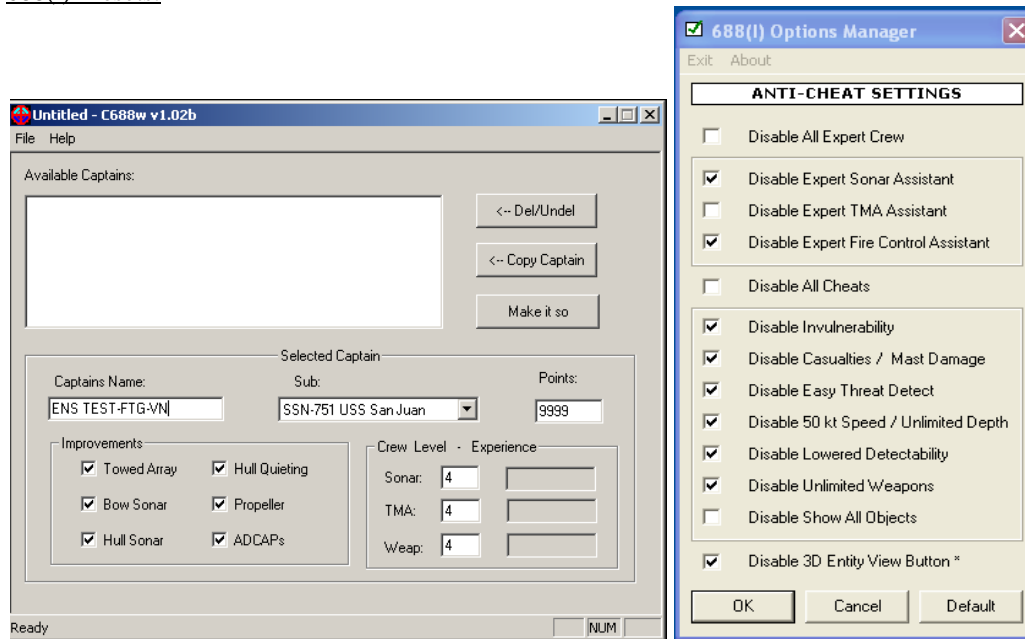 Untitled - C688w v1.02b
File Help
Available Captains:
<-- Del/Undel
<-- Copy Captain
Make it so
Selected Captain
Captains Name:
Sub:
Points:
ENS TEST-FTG-VN
SSN-751 USS San Juan
9999
Improvements
Towed Array
Hull Quieting
Bow Sonar
Propeller
Hull Sonar
ADCAPs
Crew Level - Experience
Sonar: 4
TMA: 4
Weap: 4
Ready
NUM
688(I) Options Manager
Exit About
ANTI-CHEAT SETTINGS
Disable All Expert Crew
Disable Expert Sonar Assistant
Disable Expert TMA Assistant
Disable Expert Fire Control Assistant
Disable All Cheats
Disable Invulnerability
Disable Casualties / Mast Damage
Disable Easy Threat Detect
Disable 50 kt Speed / Unlimited Depth
Disable Lowered Detectability
Disable Unlimited Weapons
Disable Show All Objects
Disable 3D Entity View Button *
OK
Cancel
Default